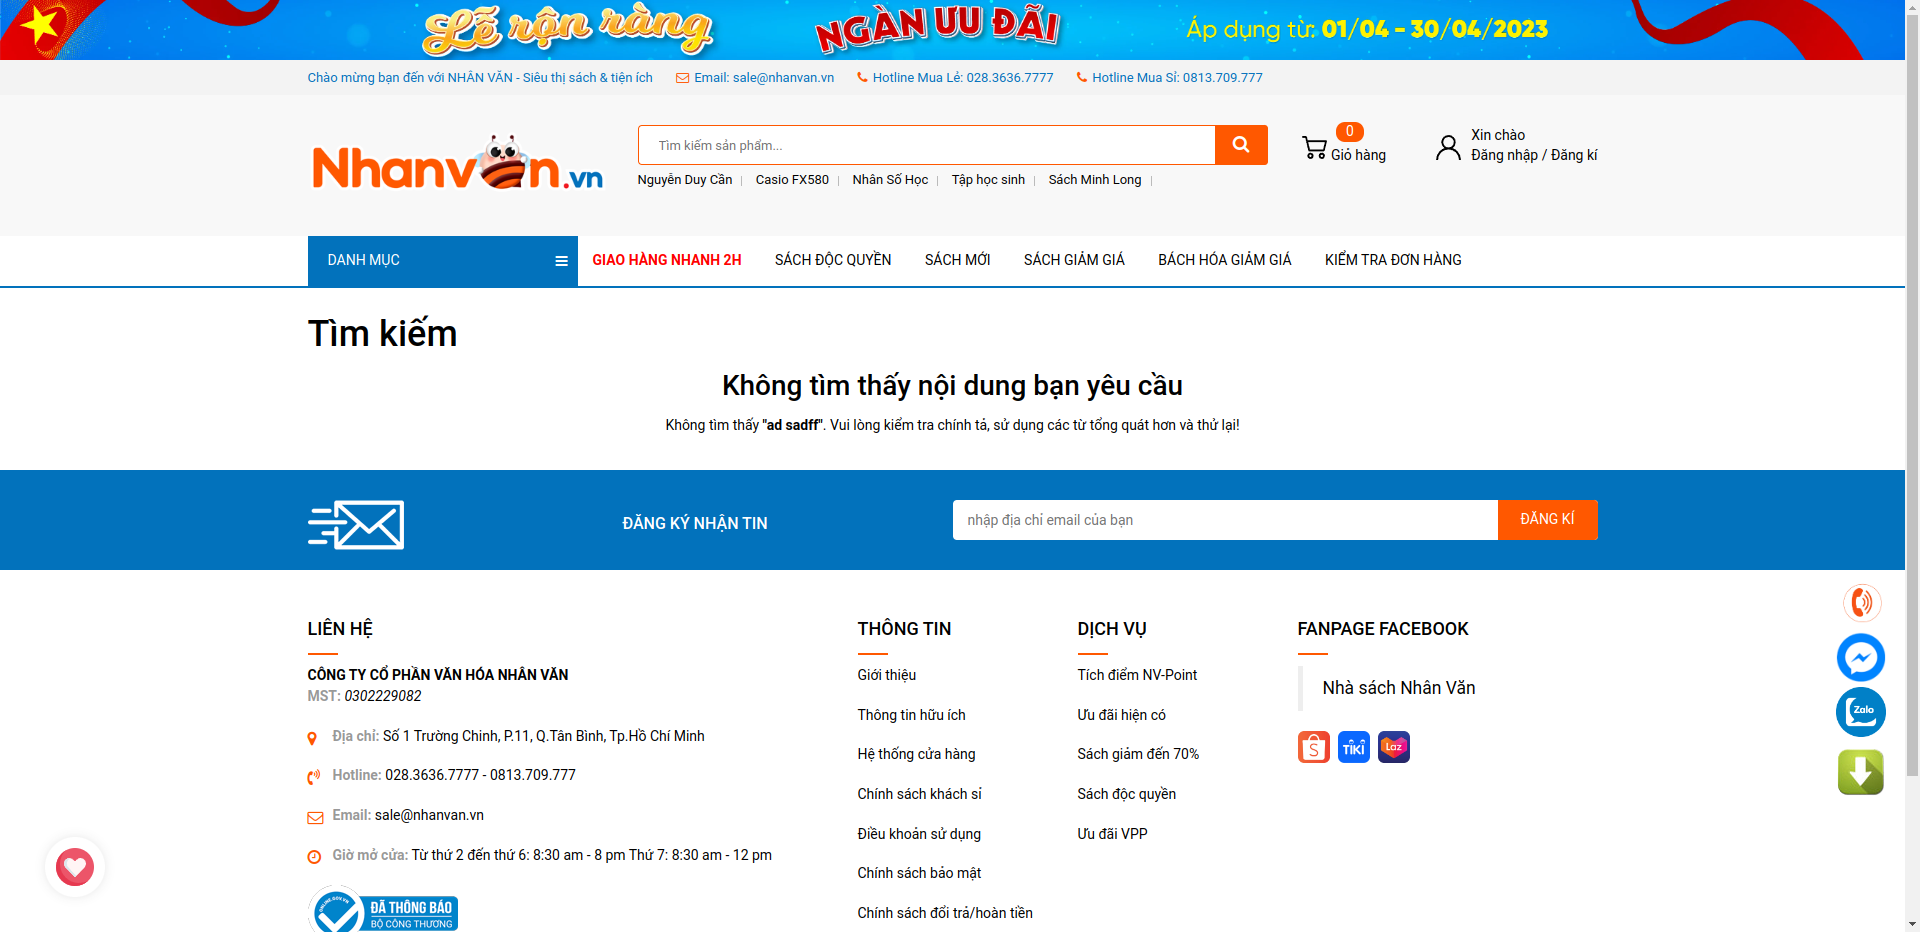 Lễ rộn ràng
NGÀN ƯU ĐÃI
Áp dụng từ: 01/04 - 30/04/2023
Chào mừng bạn đến với NHÂN VĂN - Siêu thị sách & tiện ích
Email: sale@nhanvan.vn
Hotline Mua Lẻ: 028.3636.7777
Hotline Mua Sỉ: 0813.709.777
Nhanvan.vn
Tìm kiếm sản phẩm...
0
Giỏ hàng
Xin chào
Đăng nhập / Đăng kí
Nguyễn Duy Cần
Casio FX580
Nhân Số Học
Tập học sinh
Sách Minh Long
DANH MỤC
GIAO HÀNG NHANH 2H
SÁCH ĐỘC QUYỀN
SÁCH MỚI
SÁCH GIẢM GIÁ
BÁCH HÓA GIẢM GIÁ
KIỂM TRA ĐƠN HÀNG
Tìm kiếm
Không tìm thấy nội dung bạn yêu cầu
Không tìm thấy "ad sadff". Vui lòng kiểm tra chính tả, sử dụng các từ tổng quát hơn và thử lại!
ĐĂNG KÝ NHẬN TIN
nhập địa chỉ email của bạn
ĐĂNG KÍ
LIÊN HỆ
CÔNG TY CỔ PHẦN VĂN HÓA NHÂN VĂN
MST: 0302229082
Địa chỉ: Số 1 Trường Chinh, P.11, Q.Tân Bình, Tp.Hồ Chí Minh
Hotline: 028.3636.7777 - 0813.709.777
Email: sale@nhanvan.vn
Giờ mở cửa: Từ thứ 2 đến thứ 6: 8:30 am - 8 pm Thứ 7: 8:30 am - 12 pm
ONLINE.GOV.VN
ĐÃ THÔNG BÁO
BỘ CÔNG THƯƠNG
THÔNG TIN
Giới thiệu
Thông tin hữu ích
Hệ thống cửa hàng
Chính sách khách sỉ
Điều khoản sử dụng
Chính sách bảo mật
Chính sách đổi trả/hoàn tiền
DỊCH VỤ
Tích điểm NV-Point
Ưu đãi hiện có
Sách giảm đến 70%
Sách độc quyền
Ưu đãi VPP
FANPAGE FACEBOOK
Nhà sách Nhân Văn
S
TIKI
Laz
Zalo